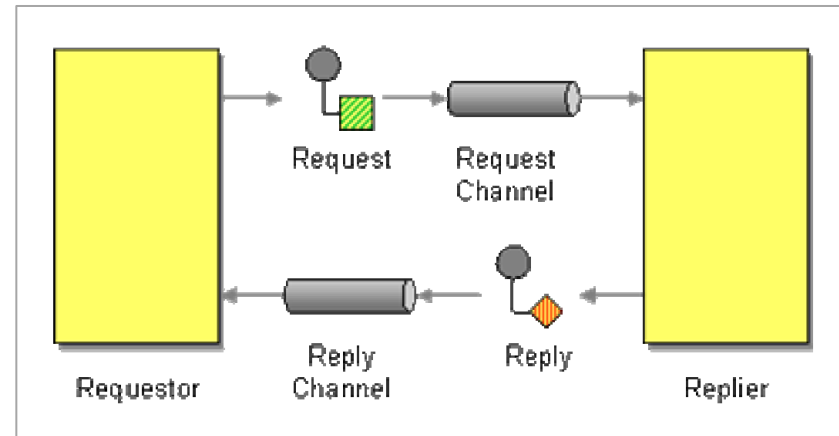 Request
Request
Channel
Reply
Channel
Reply
Requestor
Replier